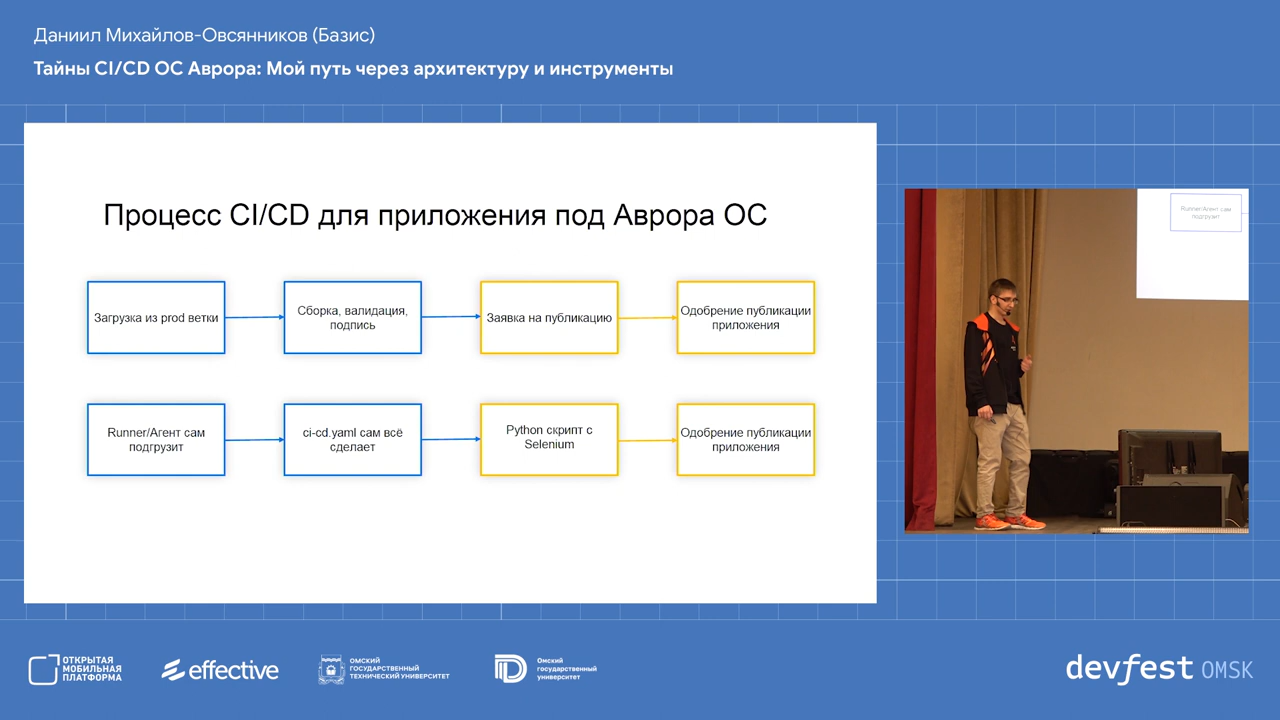 Даниил Михайлов-Овсянников (Базис)
Тайны CI/CD ОС Аврора: Мой путь через архитектуру и инструменты
Процесс CI/CD для приложения под Аврора ОС
Загрузка из prod ветки
Сборка, валидация,
подпись
Заявка на публикацию
Одобрение публикации
приложения
Runner/Агент сам
подгрузит
ci-cd.yaml сам всё
сделает
Python скрипт с
Selenium
Одобрение публикации
приложения
Runner/Агент сам
подгрузит
ОТКРЫТАЯ
МОБИЛЬНАЯ
ПЛАТФОРМА
effective
ОМСКИЙ
ГОСУДАРСТВЕННЫЙ
ТЕХНИЧЕСКИЙ УНИВЕРСИТЕТ
Омский
государственный
университет
devfest OMSK